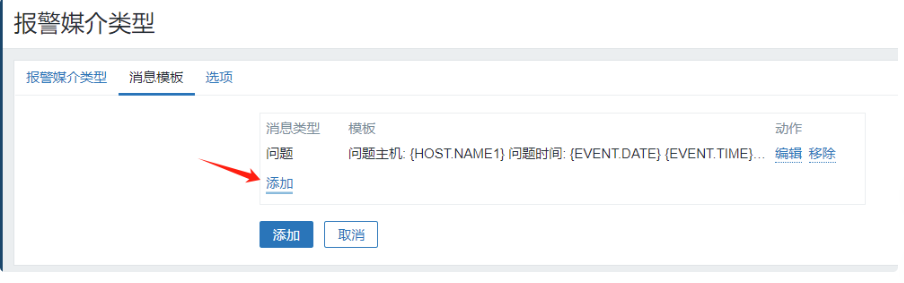 报警媒介类型
报警媒介类型 消息模板 选项
消息类型 模板 动作
问题 问题主机: {HOST.NAME1} 问题时间: {EVENT.DATE} {EVENT.TIME}... 编辑 移除
添加
添加 取消